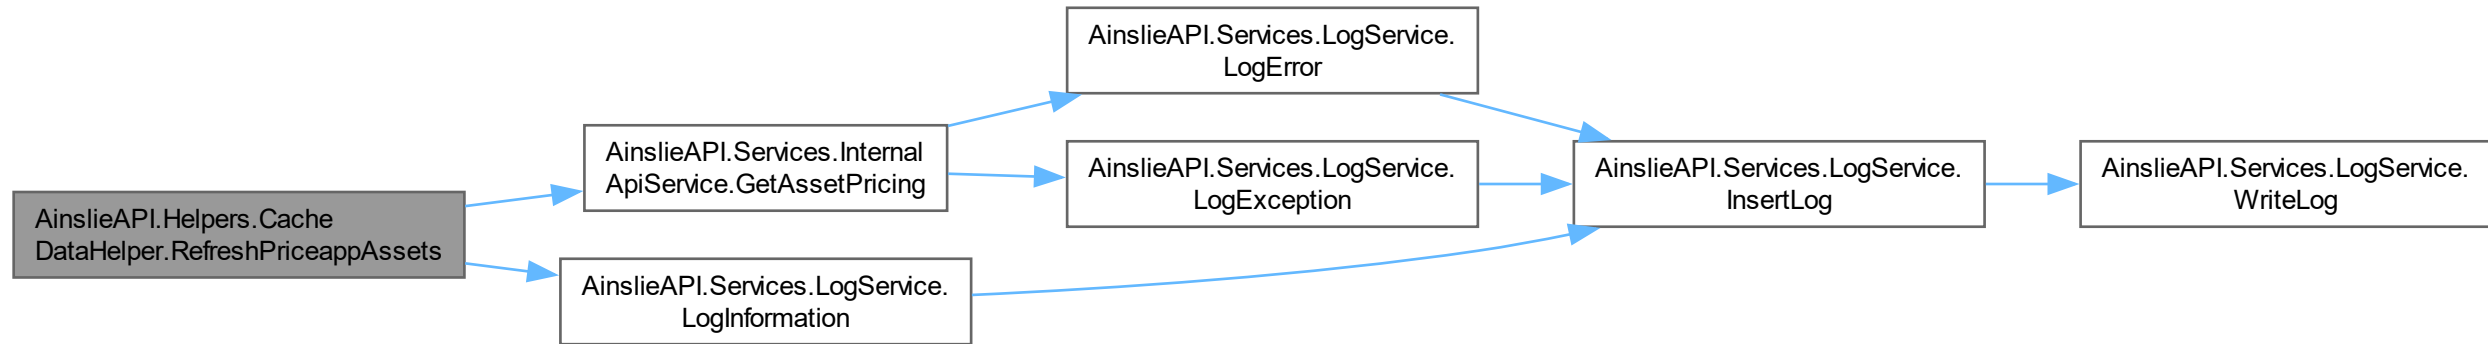 AinslieAPI.Helpers.Cache
DataHelper.RefreshPriceappAssets
AinslieAPI.Services.Internal
ApiService.GetAssetPricing
AinslieAPI.Services.LogService.
LogError
AinslieAPI.Services.LogService.
LogException
AinslieAPI.Services.LogService.
LogInformation
AinslieAPI.Services.LogService.
InsertLog
AinslieAPI.Services.LogService.
WriteLog